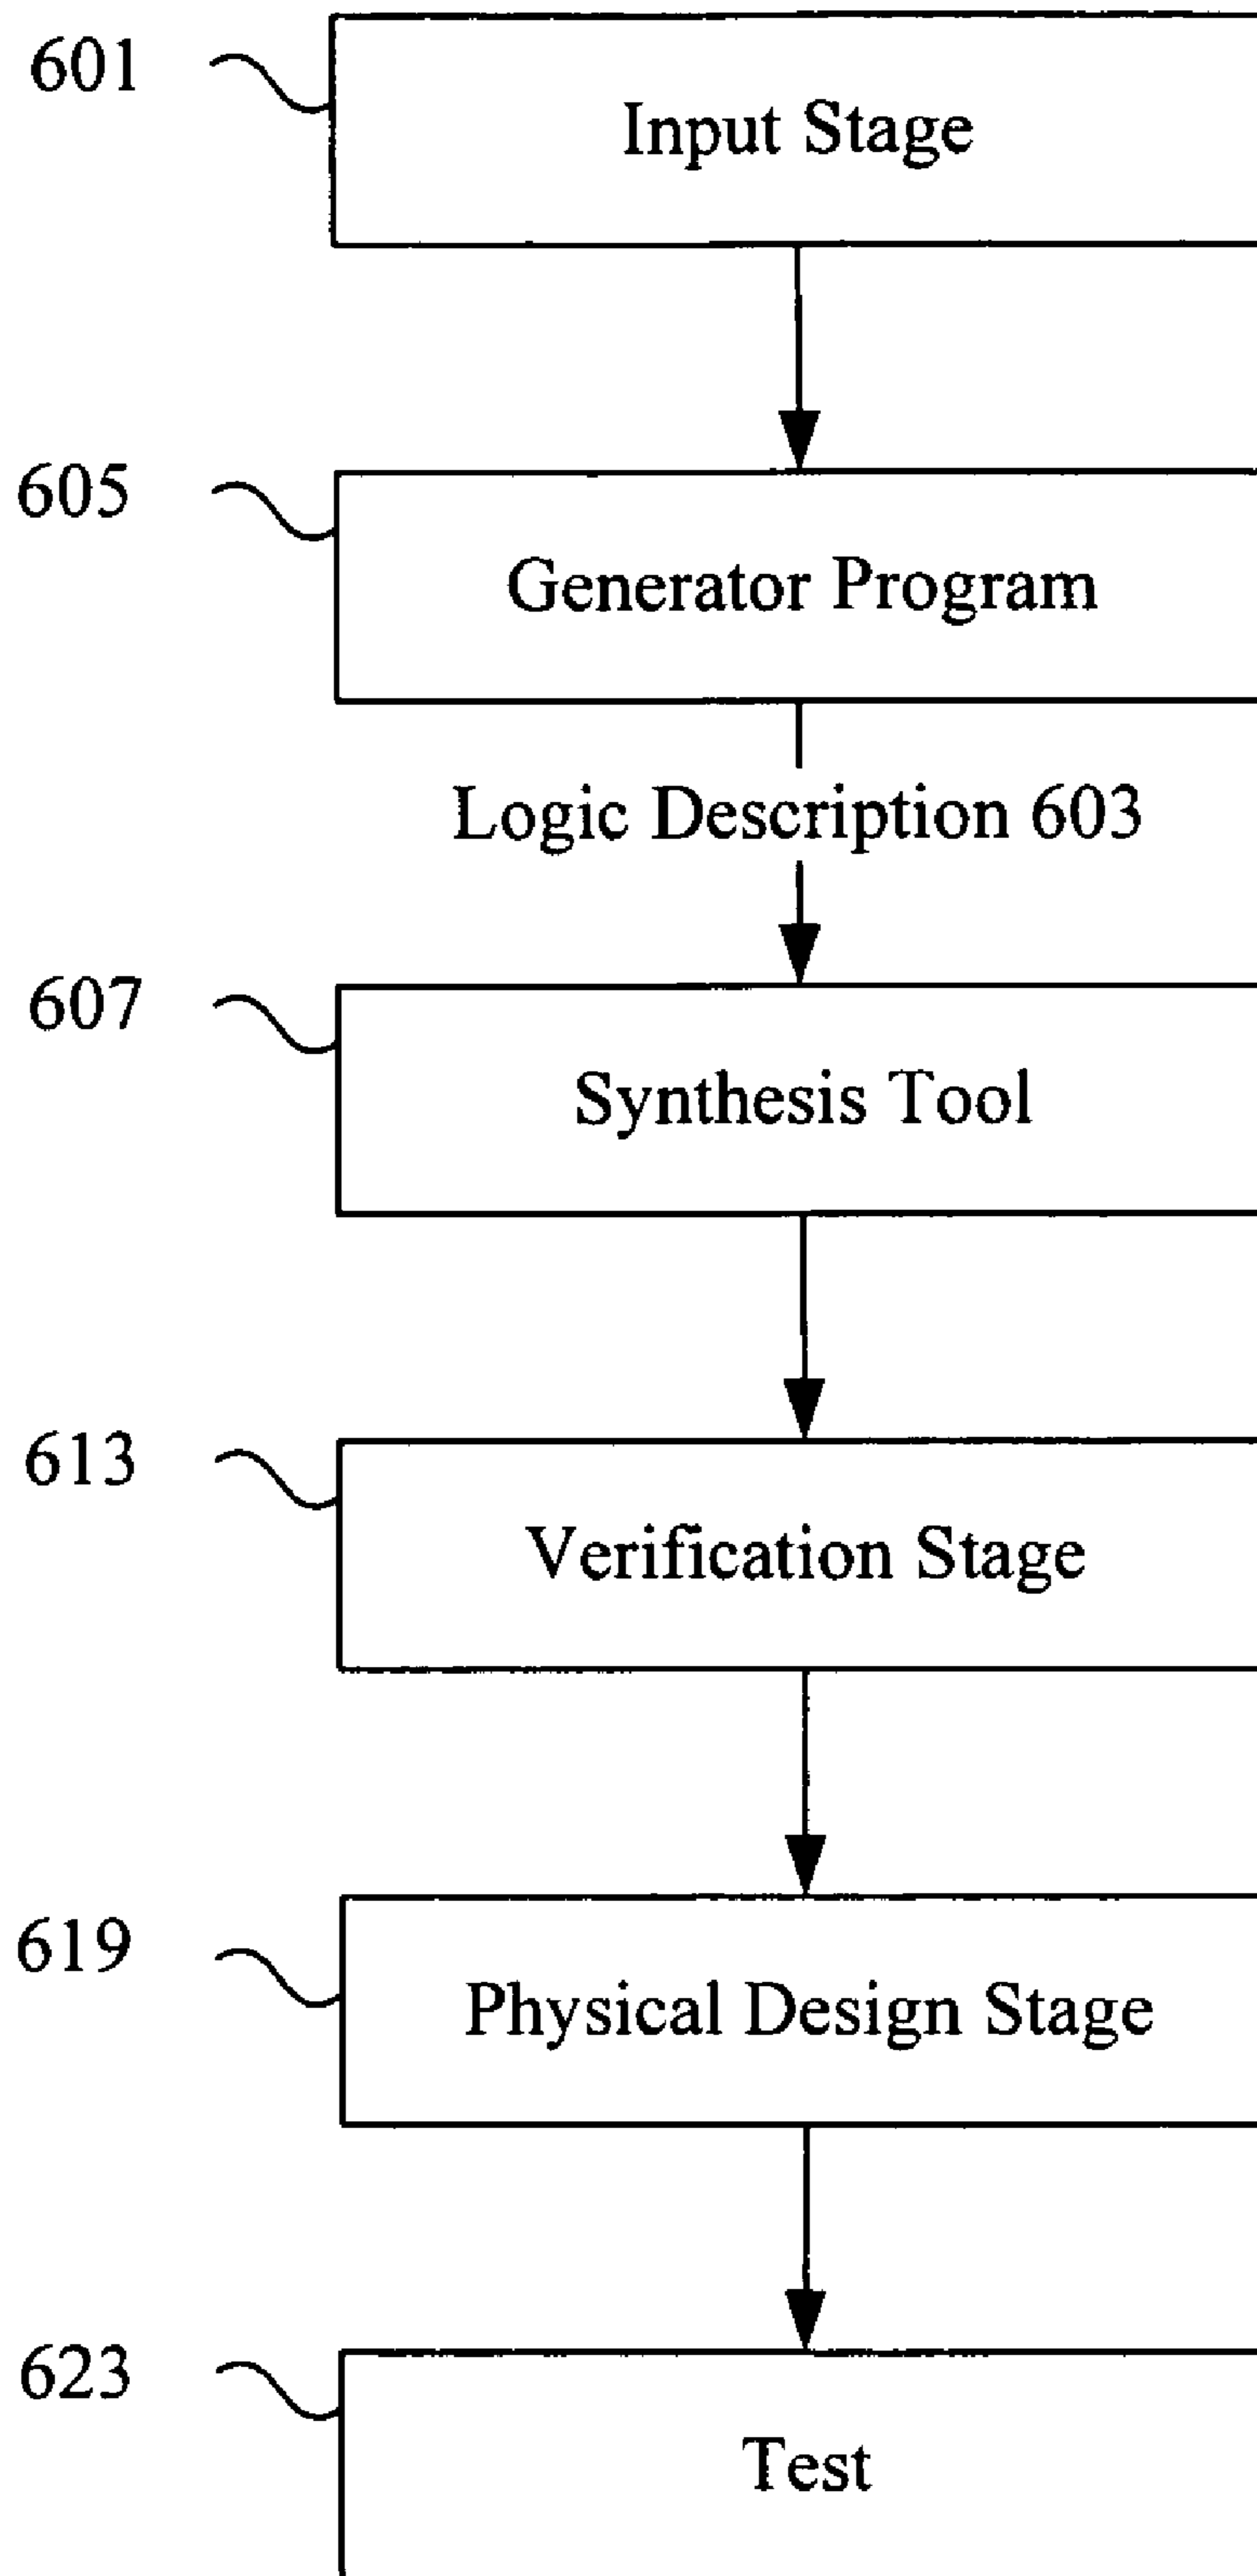 601
Input Stage
605
Generator Program
Logic Description 603
607
Synthesis Tool
613
Verification Stage
619
Physical Design Stage
623
Test